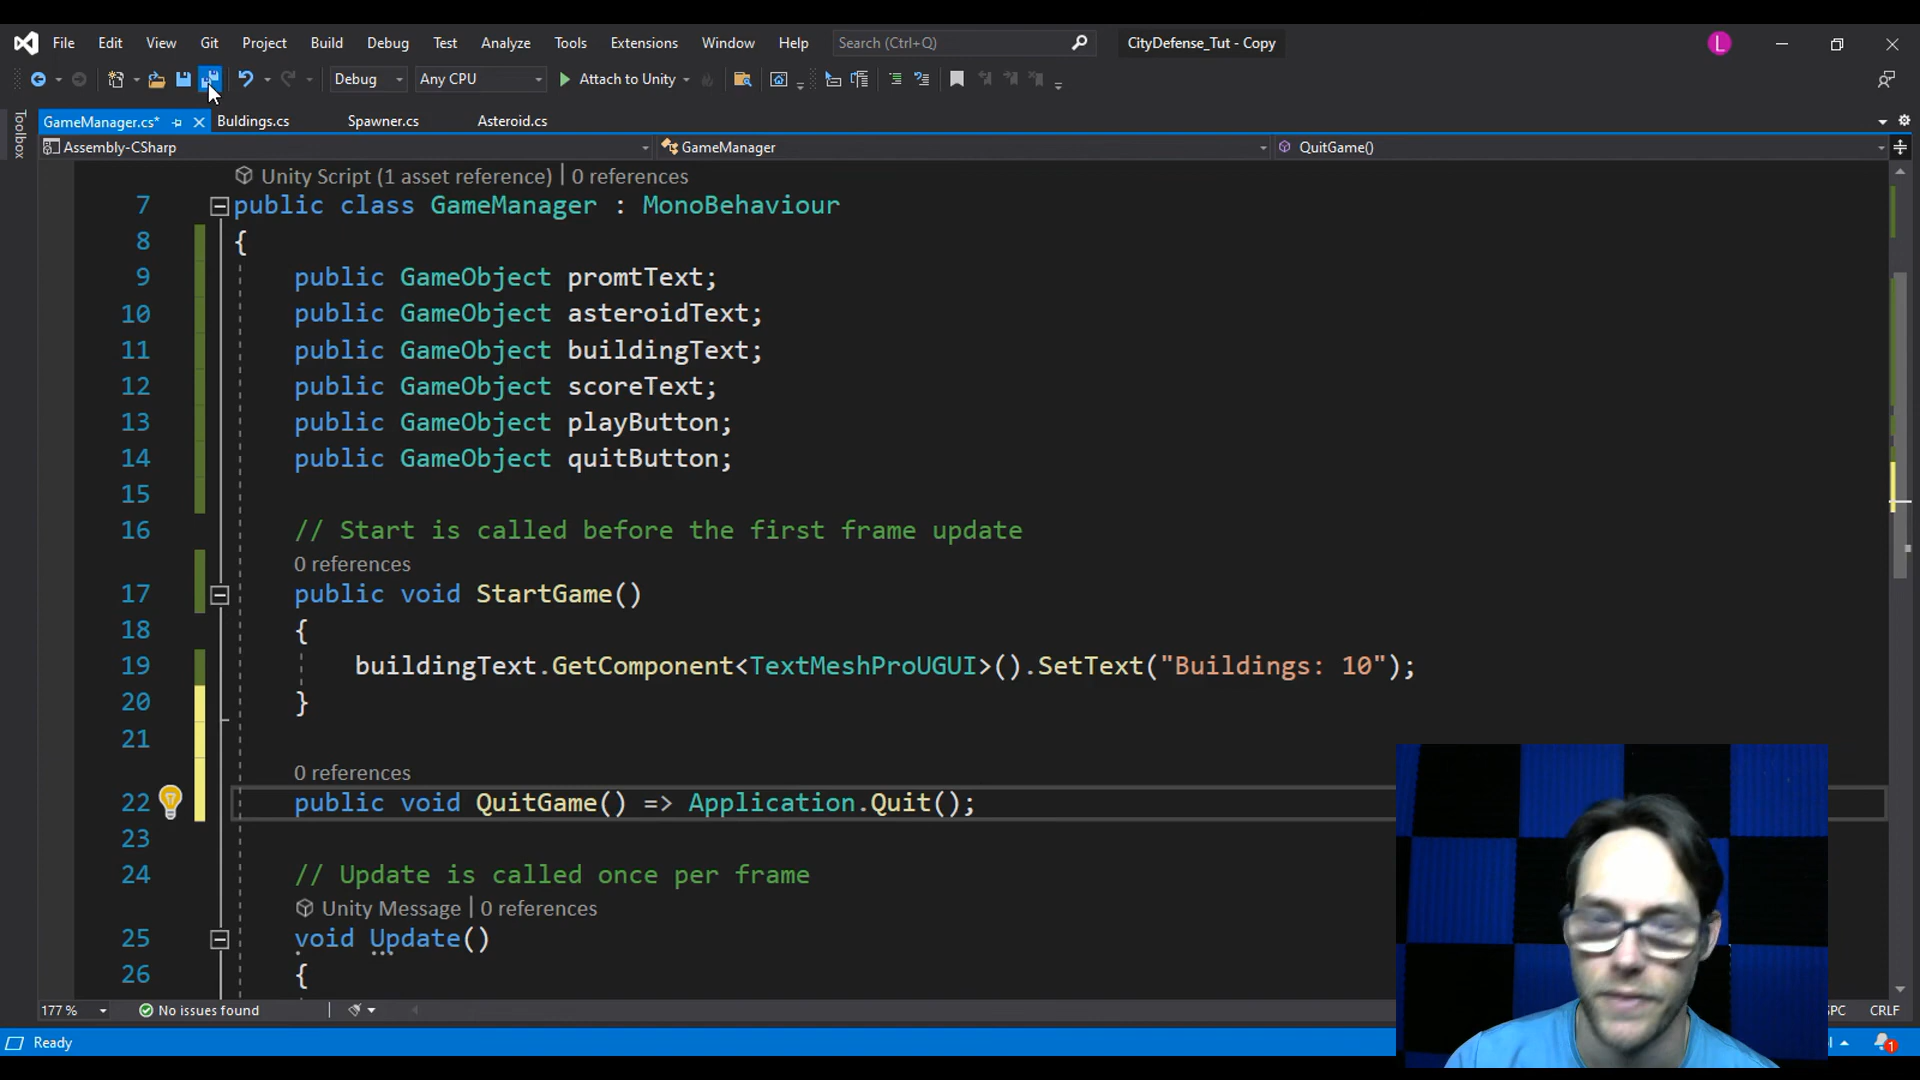 File Edit View Git Project Build Debug Test Analyze Tools Extensions Window Help Search (Ctrl+Q) CityDefense_Tut - Copy L
Debug Any CPU Attach to Unity
Toolbox
GameManager.cs* Buldings.cs Spawner.cs Asteroid.cs
Assembly-CSharp GameManager QuitGame()
Unity Script (1 asset reference) | 0 references
7 public class GameManager : MonoBehaviour
8 {
9 public GameObject promtText;
10 public GameObject asteroidText;
11 public GameObject buildingText;
12 public GameObject scoreText;
13 public GameObject playButton;
14 public GameObject quitButton;
15
16 // Start is called before the first frame update
0 references
17 public void StartGame()
18 {
19 buildingText.GetComponent<TextMeshProUGUI>().SetText("Buildings: 10");
20 }
21
0 references
22 public void QuitGame() => Application.Quit();
23
24 // Update is called once per frame
Unity Message | 0 references
25 void Update()
26 {
177 % No issues found SPC CRLF
Ready 1